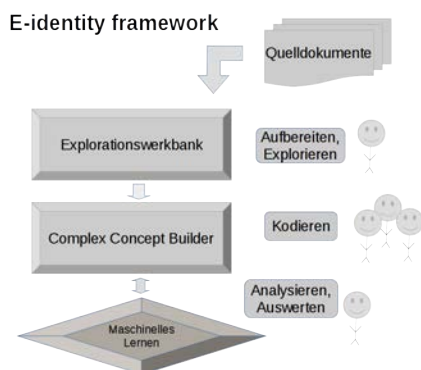 E-identity framework
Quelldokumente
Explorationswerkbank
Aufbereiten,
Explorieren
Complex Concept Builder
Kodieren
Analysieren,
Auswerten
Maschinelles
Lernen